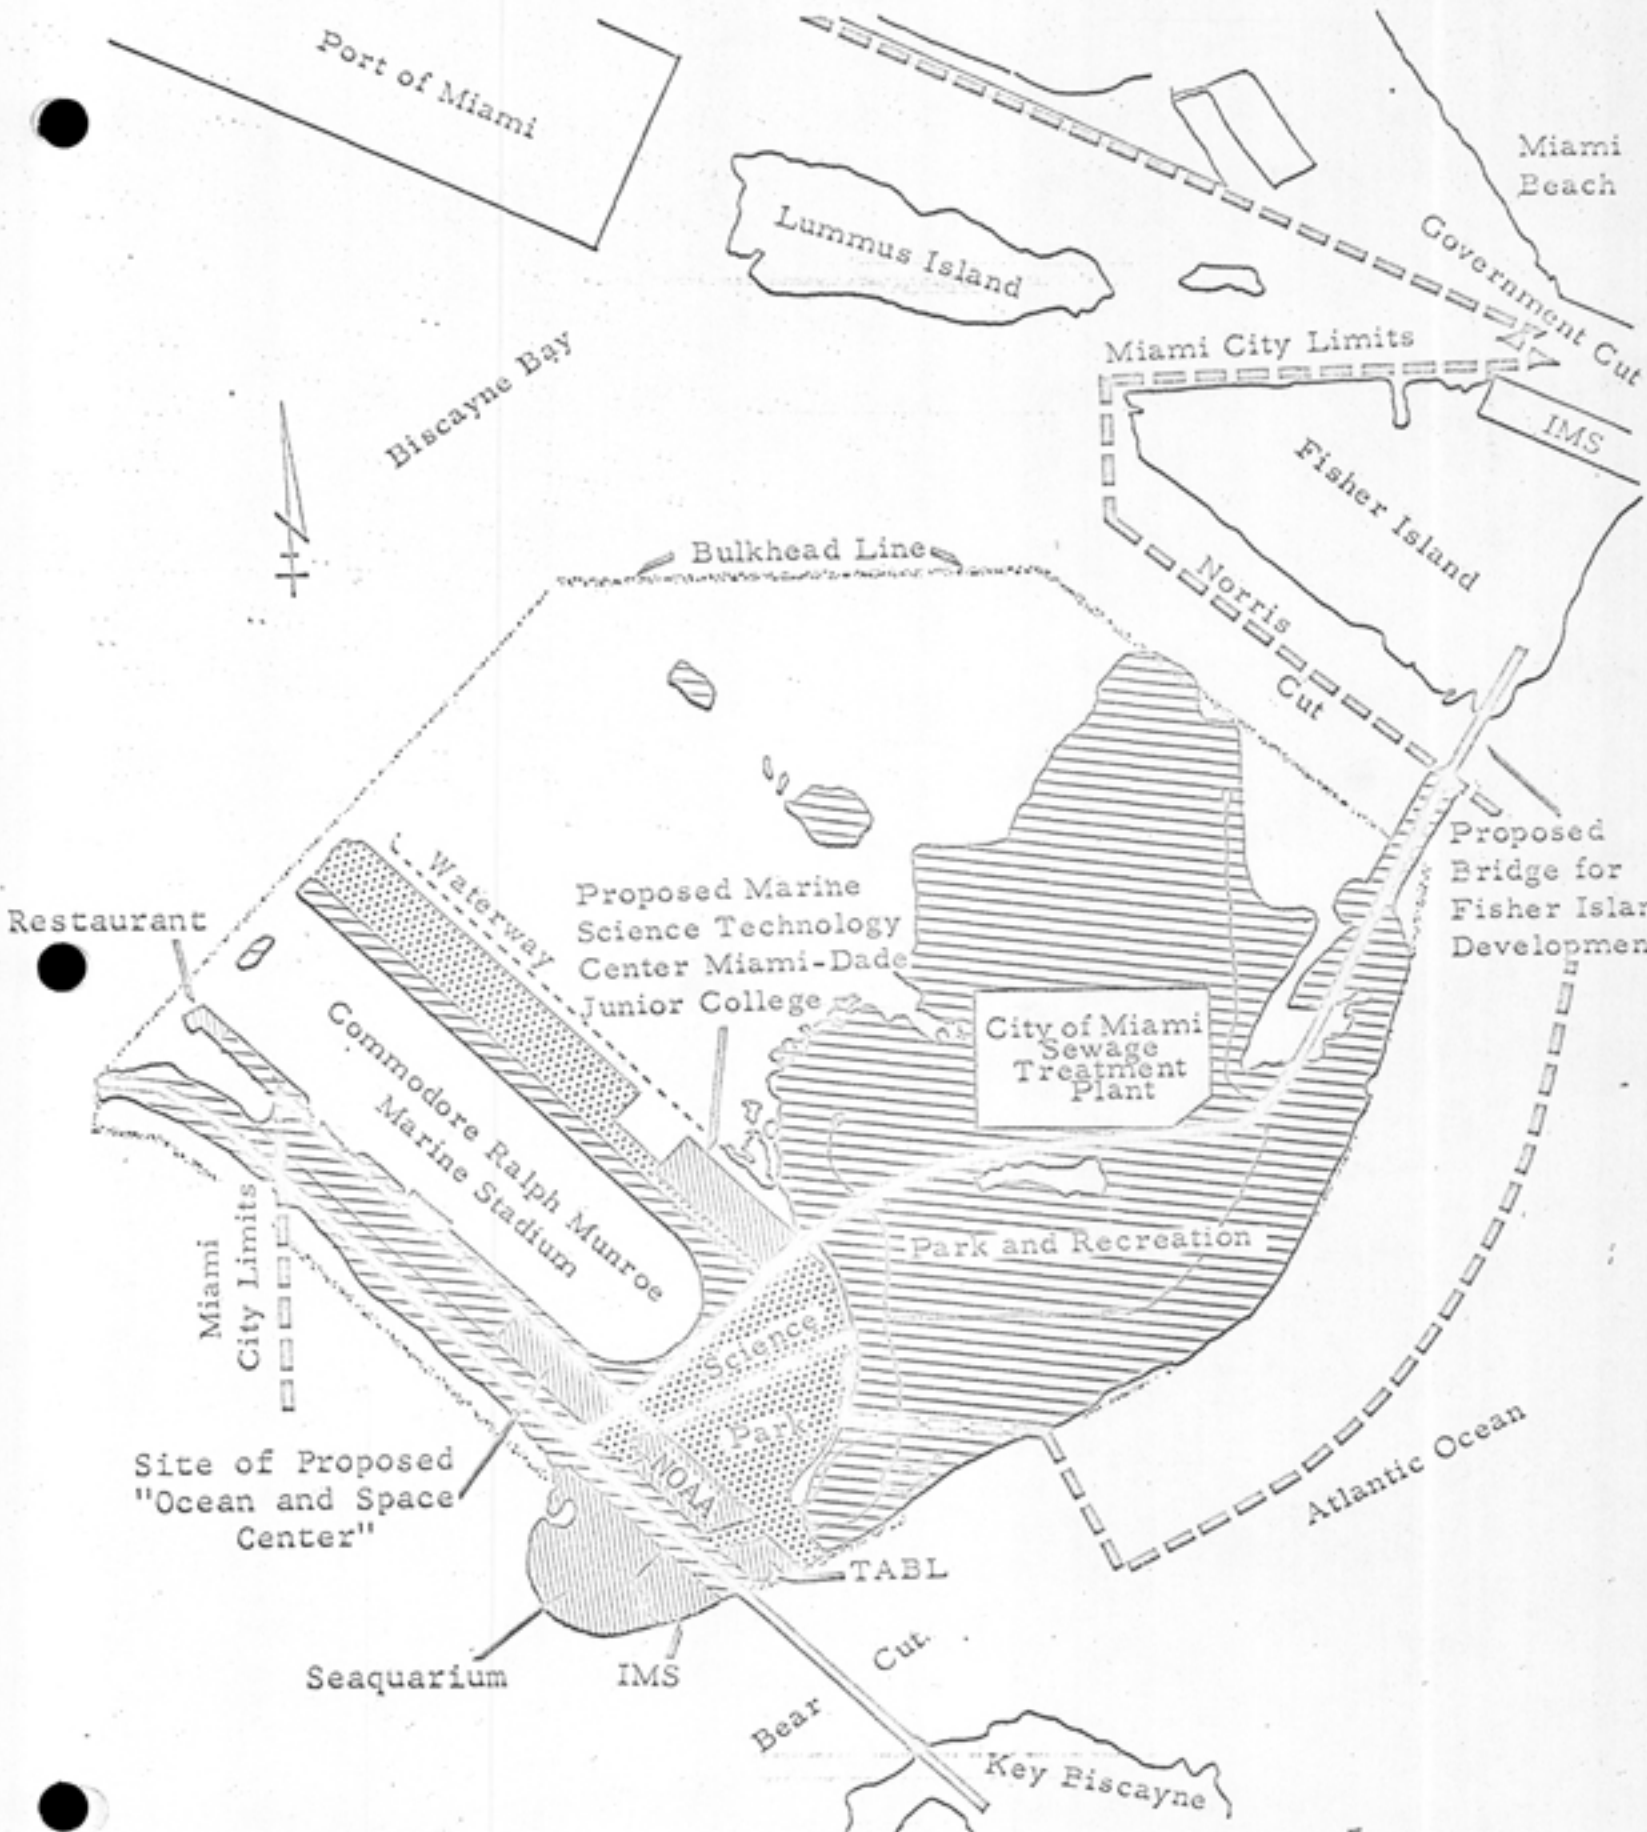 Port of Miami
Miami
Beach
Lummus Island
Government Cut
Miami City Limits
Biscayne Bay
IMS
Fisher Island
Bulkhead Line
Norris
Cut
Proposed
Bridge for
Fisher Islan
Developmen
Waterway
Proposed Marine
Science Technology
Center Miami-Dade
Junior College
Restaurant
City of Miami
Sewage
Treatment
Plant
Commodore Ralph Munroe
Marine Stadium
Miami
City Limits
Park and Recreation
Science
Park
NOAA
Site of Proposed
"Ocean and Space
Center"
Atlantic Ocean
TABL
Seaquarium
IMS
Bear
Cut
Key Biscayne